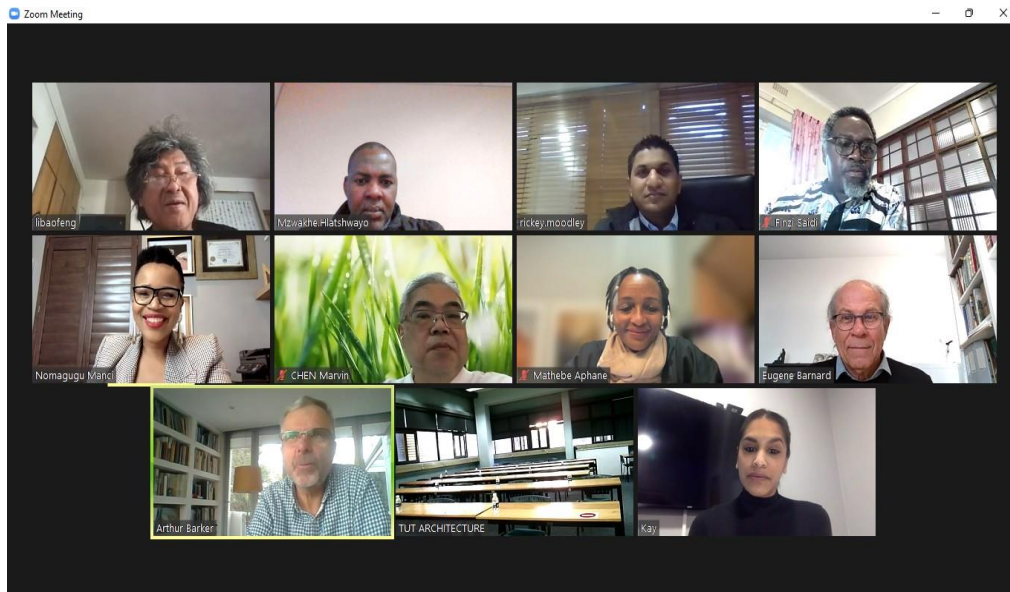 Zoom Meeting
libaofeng
Mzwakhe.Hlatshwayo
rickey.moodley
Finzi Saidi
Nomagugu Manci
CHEN Marvin
Mathebe Aphane
Eugene Barnard
Arthur Barker
TUT ARCHITECTURE
Kay